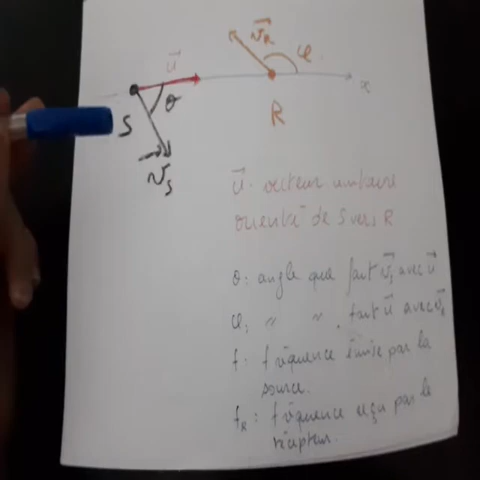 u⃗
v⃗R
φ
θ
R
x
S
v⃗s
u⃗: vecteur unitaire
orienté de S vers R
θ: angle que fait v⃗s avec u⃗
φ: " " . fait u⃗ avec v⃗R
f: fréquence émise par la
source.
fR: fréquence reçu par le
récepteur.